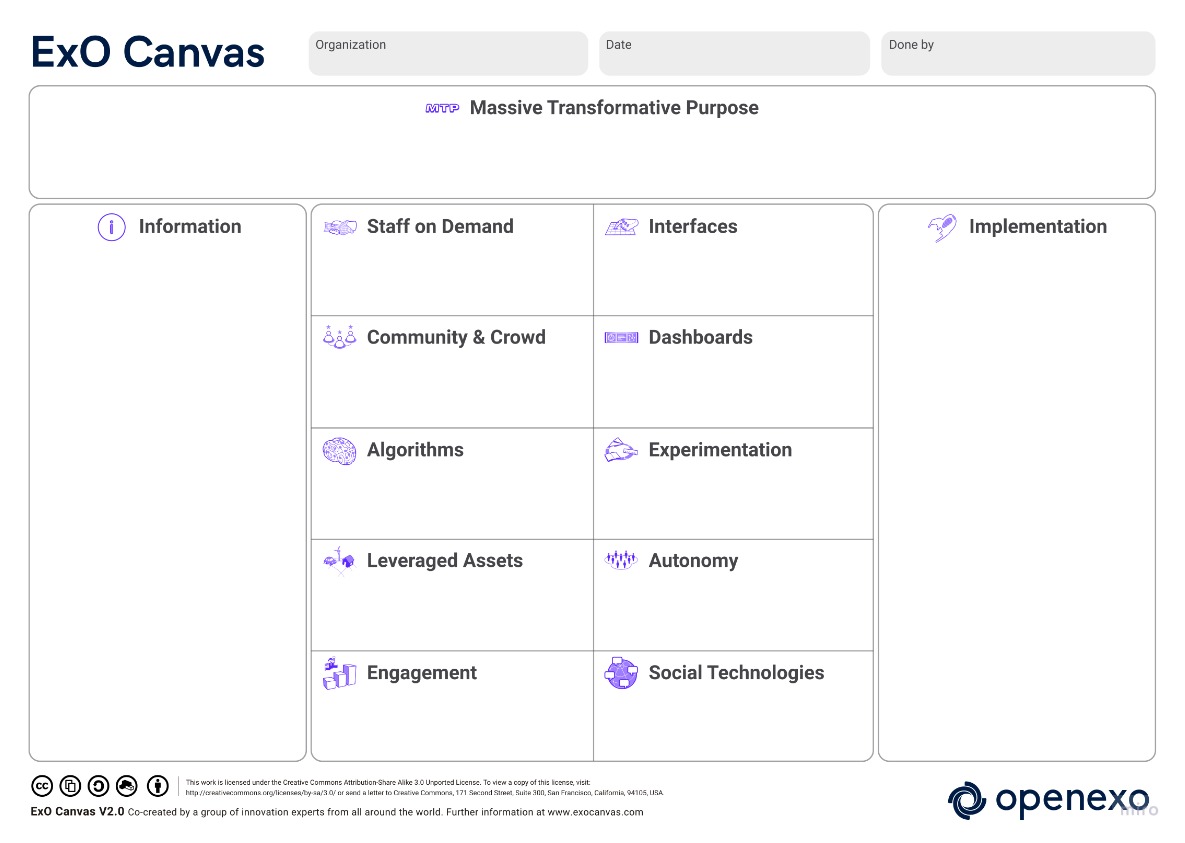 ExO Canvas
Organization
Date
Done by
MTP Massive Transformative Purpose
i Information
Staff on Demand
Interfaces
Implementation
Community & Crowd
Dashboards
Algorithms
Experimentation
Leveraged Assets
Autonomy
Engagement
Social Technologies
cc
This work is licensed under the Creative Commons Attribution-Share Alike 3.0 Unported License. To view a copy of this license, visit:
http://creativecommons.org/licenses/by-sa/3.0/ or send a letter to Creative Commons, 171 Second Street, Suite 300, San Francisco, California, 94105, USA.
ExO Canvas V2.0 Co-created by a group of innovation experts from all around the world. Further information at www.exocanvas.com
openexo
miro